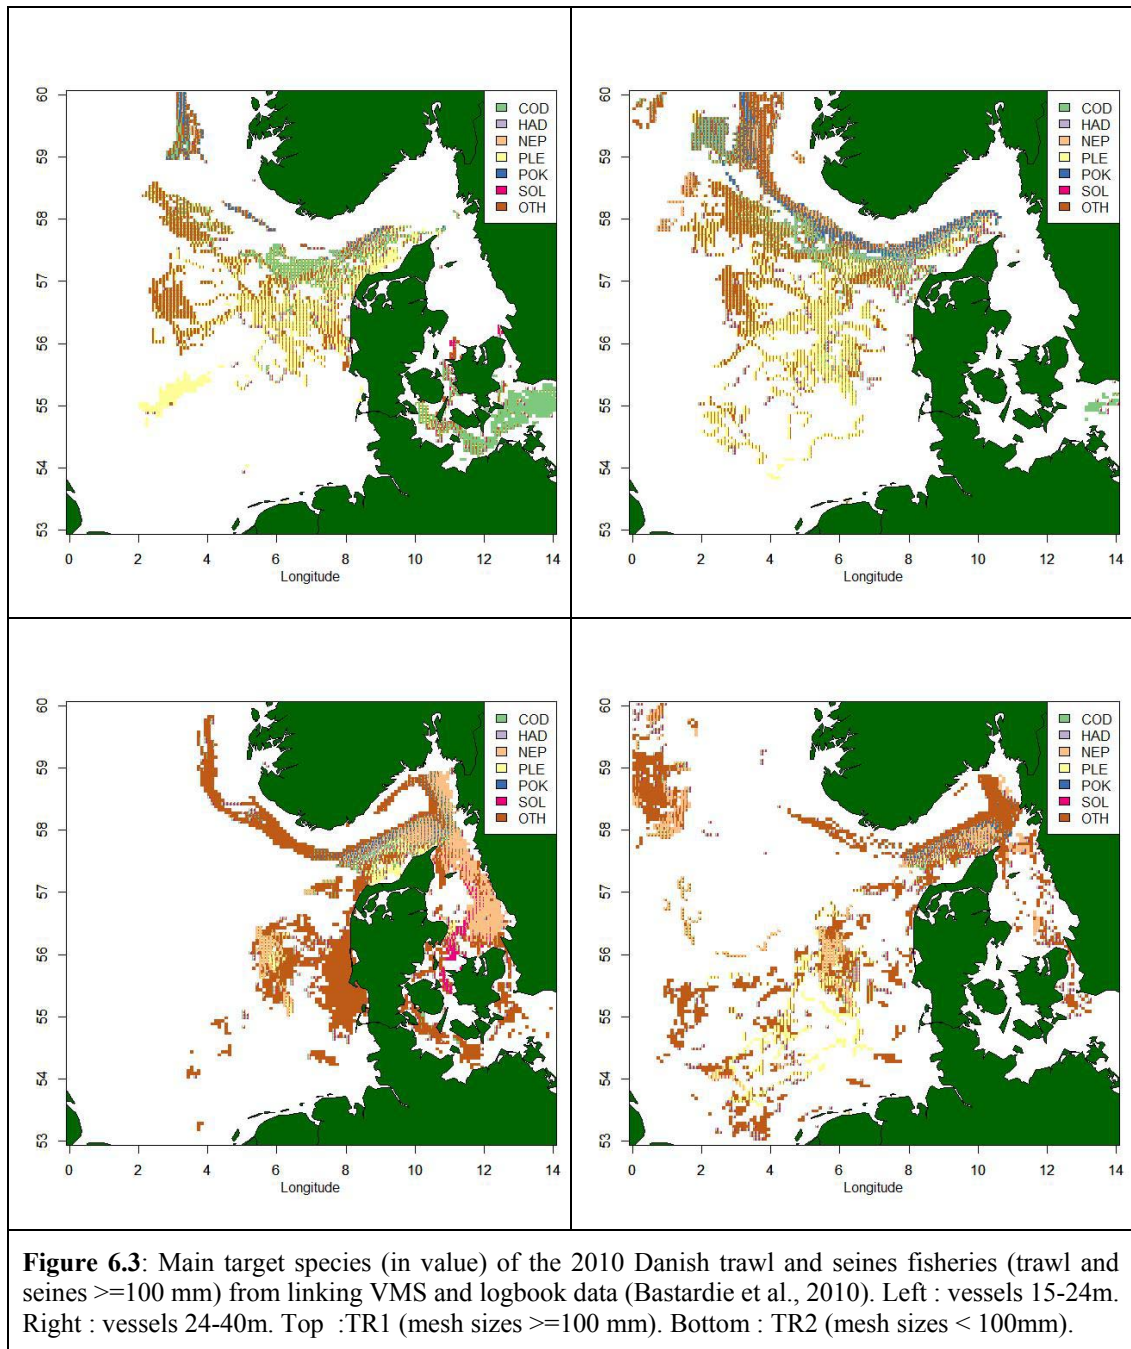 60
59
58
57
56
55
54
53
0 2 4 6 8 10 12 14
Longitude
COD
HAD
NEP
PLE
POK
SOL
OTH
60
59
58
57
56
55
54
53
0 2 4 6 8 10 12 14
Longitude
COD
HAD
NEP
PLE
POK
SOL
OTH
60
59
58
57
56
55
54
53
0 2 4 6 8 10 12 14
Longitude
COD
HAD
NEP
PLE
POK
SOL
OTH
60
59
58
57
56
55
54
53
0 2 4 6 8 10 12 14
Longitude
COD
HAD
NEP
PLE
POK
SOL
OTH
Figure 6.3: Main target species (in value) of the 2010 Danish trawl and seines fisheries (trawl and
seines >=100 mm) from linking VMS and logbook data (Bastardie et al., 2010). Left : vessels 15-24m.
Right : vessels 24-40m. Top :TR1 (mesh sizes >=100 mm). Bottom : TR2 (mesh sizes < 100mm).